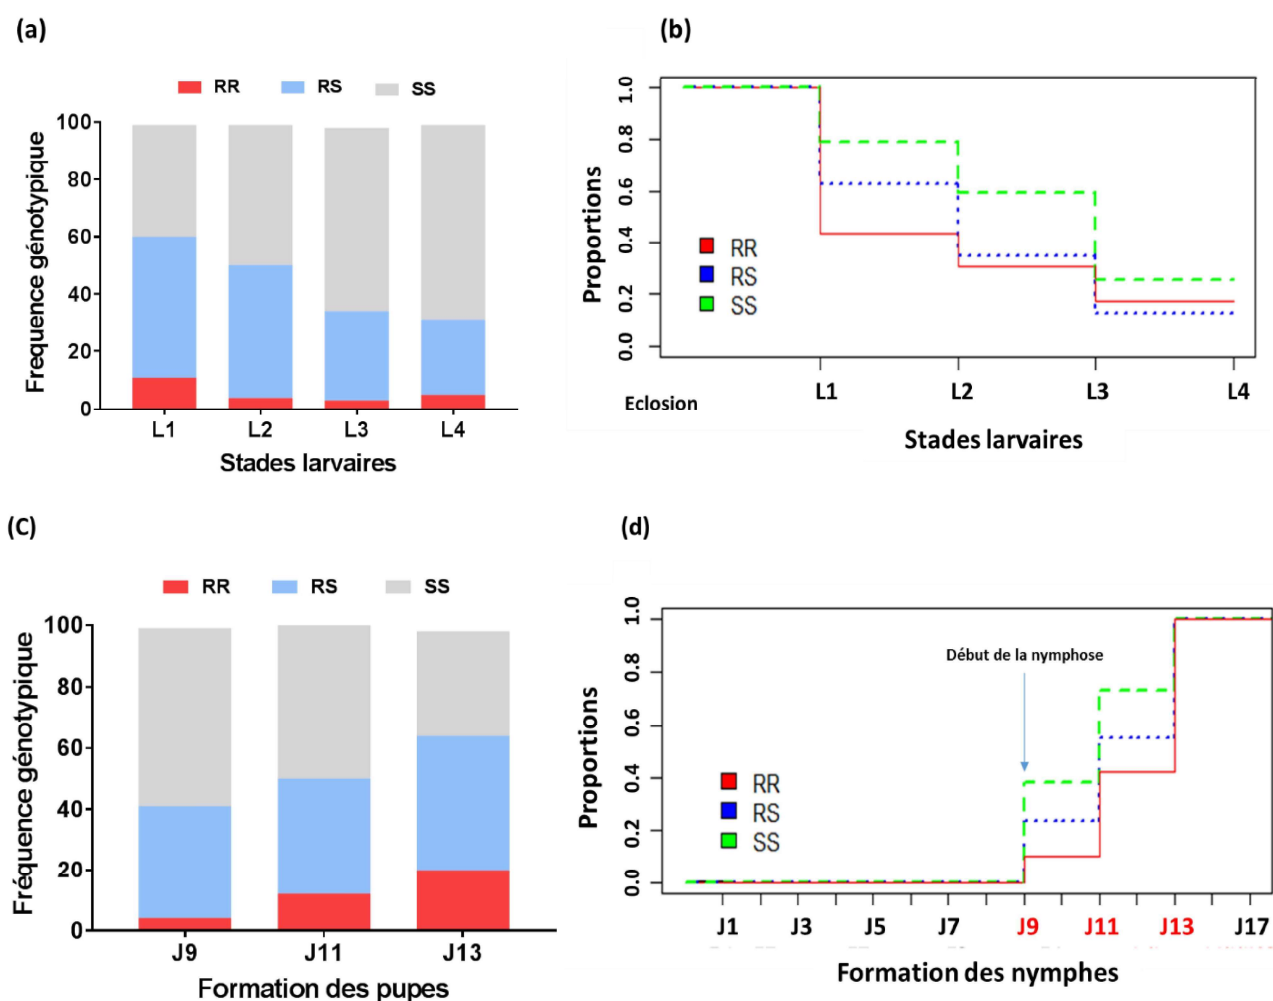 (a)
RR RS SS
Frequence génotypique
100
80
60
40
20
0
L1 L2 L3 L4
Stades larvaires
(b)
Proportions
1.0
0.8
0.6
0.4
0.2
0.0
RR
RS
SS
Eclosion L1 L2 L3 L4
Stades larvaires
(C)
RR RS SS
Fréquence génotypique
100
80
60
40
20
0
J9 J11 J13
Formation des pupes
(d)
Proportions
1.0
0.8
0.6
0.4
0.2
0.0
Début de la nymphose
RR
RS
SS
J1 J3 J5 J7 J9 J11 J13 J17
Formation des nymphes